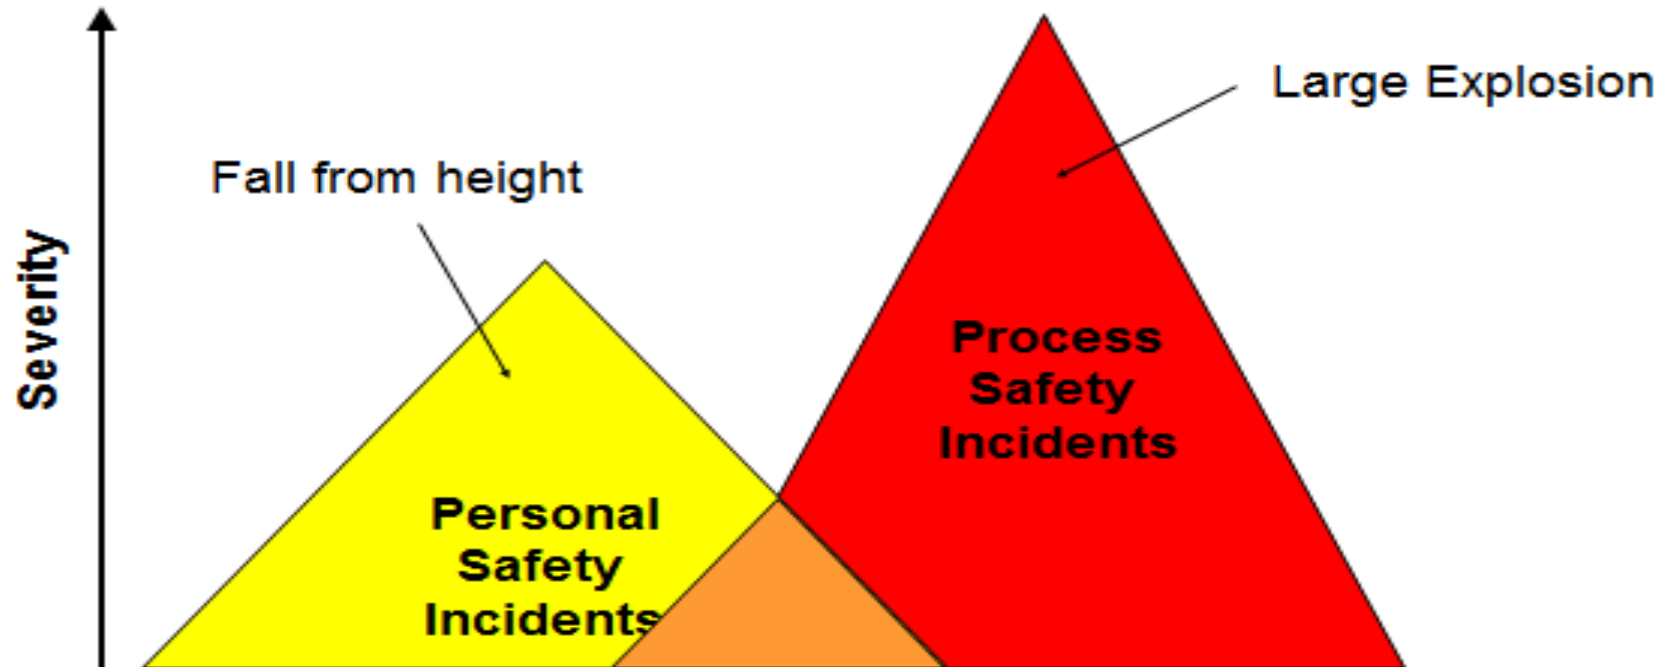 Large Explosion
Fall from height
Severity
Process
Safety
Incidents
Personal
Safety
Incidents